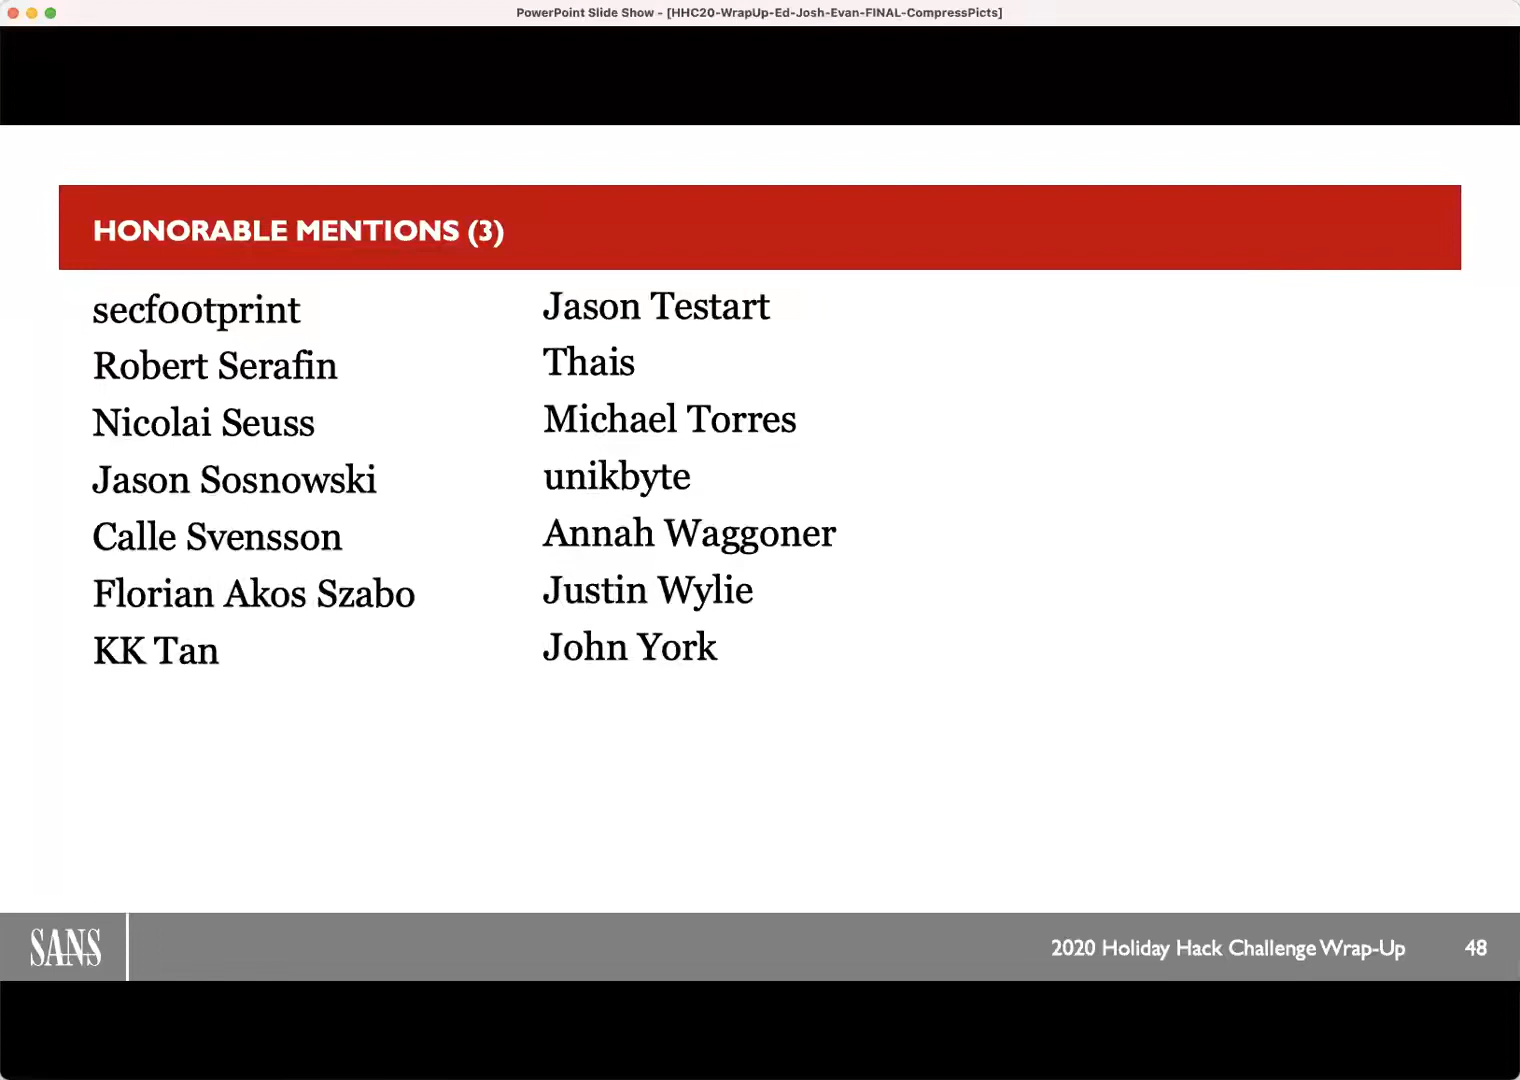 PowerPoint Slide Show - [HHC20-WrapUp-Ed-Josh-Evan-FINAL-CompressPicts]
HONORABLE MENTIONS (3)
secf00tprint
Robert Serafin
Nicolai Seuss
Jason Sosnowski
Calle Svensson
Florian Akos Szabo
KK Tan
Jason Testart
Thais
Michael Torres
unikbyte
Annah Waggoner
Justin Wylie
John York
SANS
2020 Holiday Hack Challenge Wrap-Up
48